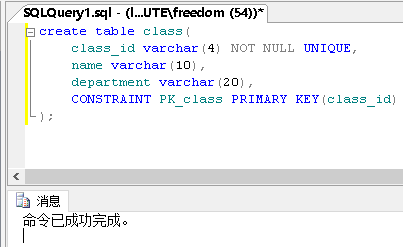 SQLQuery1.sql - (l...UTE\freedom (54))*
create table class(
class_id varchar(4) NOT NULL UNIQUE,
name varchar(10),
department varchar(20),
CONSTRAINT PK_class PRIMARY KEY(class_id)
);
消息
命令已成功完成。